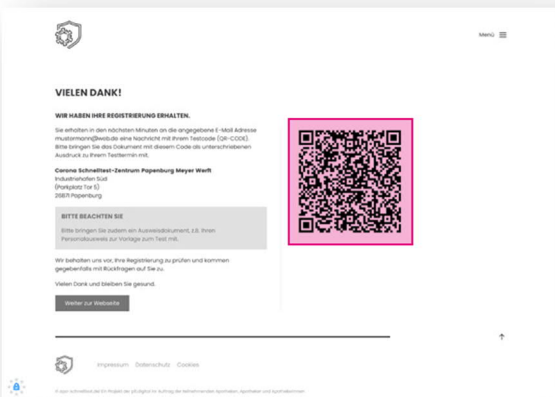 Menü
VIELEN DANK!
WIR HABEN IHRE REGISTRIERUNG ERHALTEN.
Sie erhalten in den nächsten Minuten an die angegebene E-Mail Adresse
mustermann@web.de eine Nachricht mit Ihrem Testcode (QR-CODE).
Bitte bringen Sie das Dokument mit diesem Code als unterschriebenen
Ausdruck zu Ihrem Testtermin mit.
Corona Schnelltest-Zentrum Papenburg Meyer Werft
Industriehafen Süd
(Parkplatz Tor 5)
26871 Papenburg
BITTE BEACHTEN SIE
Bitte bringen Sie zudem ein Ausweisdokument, z.B. Ihren
Personalausweis zur Vorlage zum Test mit.
Wir behalten uns vor, Ihre Registrierung zu prüfen und kommen
gegebenfalls mit Rückfragen auf Sie zu.
Vielen Dank und bleiben Sie gesund.
Weiter zur Webseite
Impressum Datenschutz Cookies